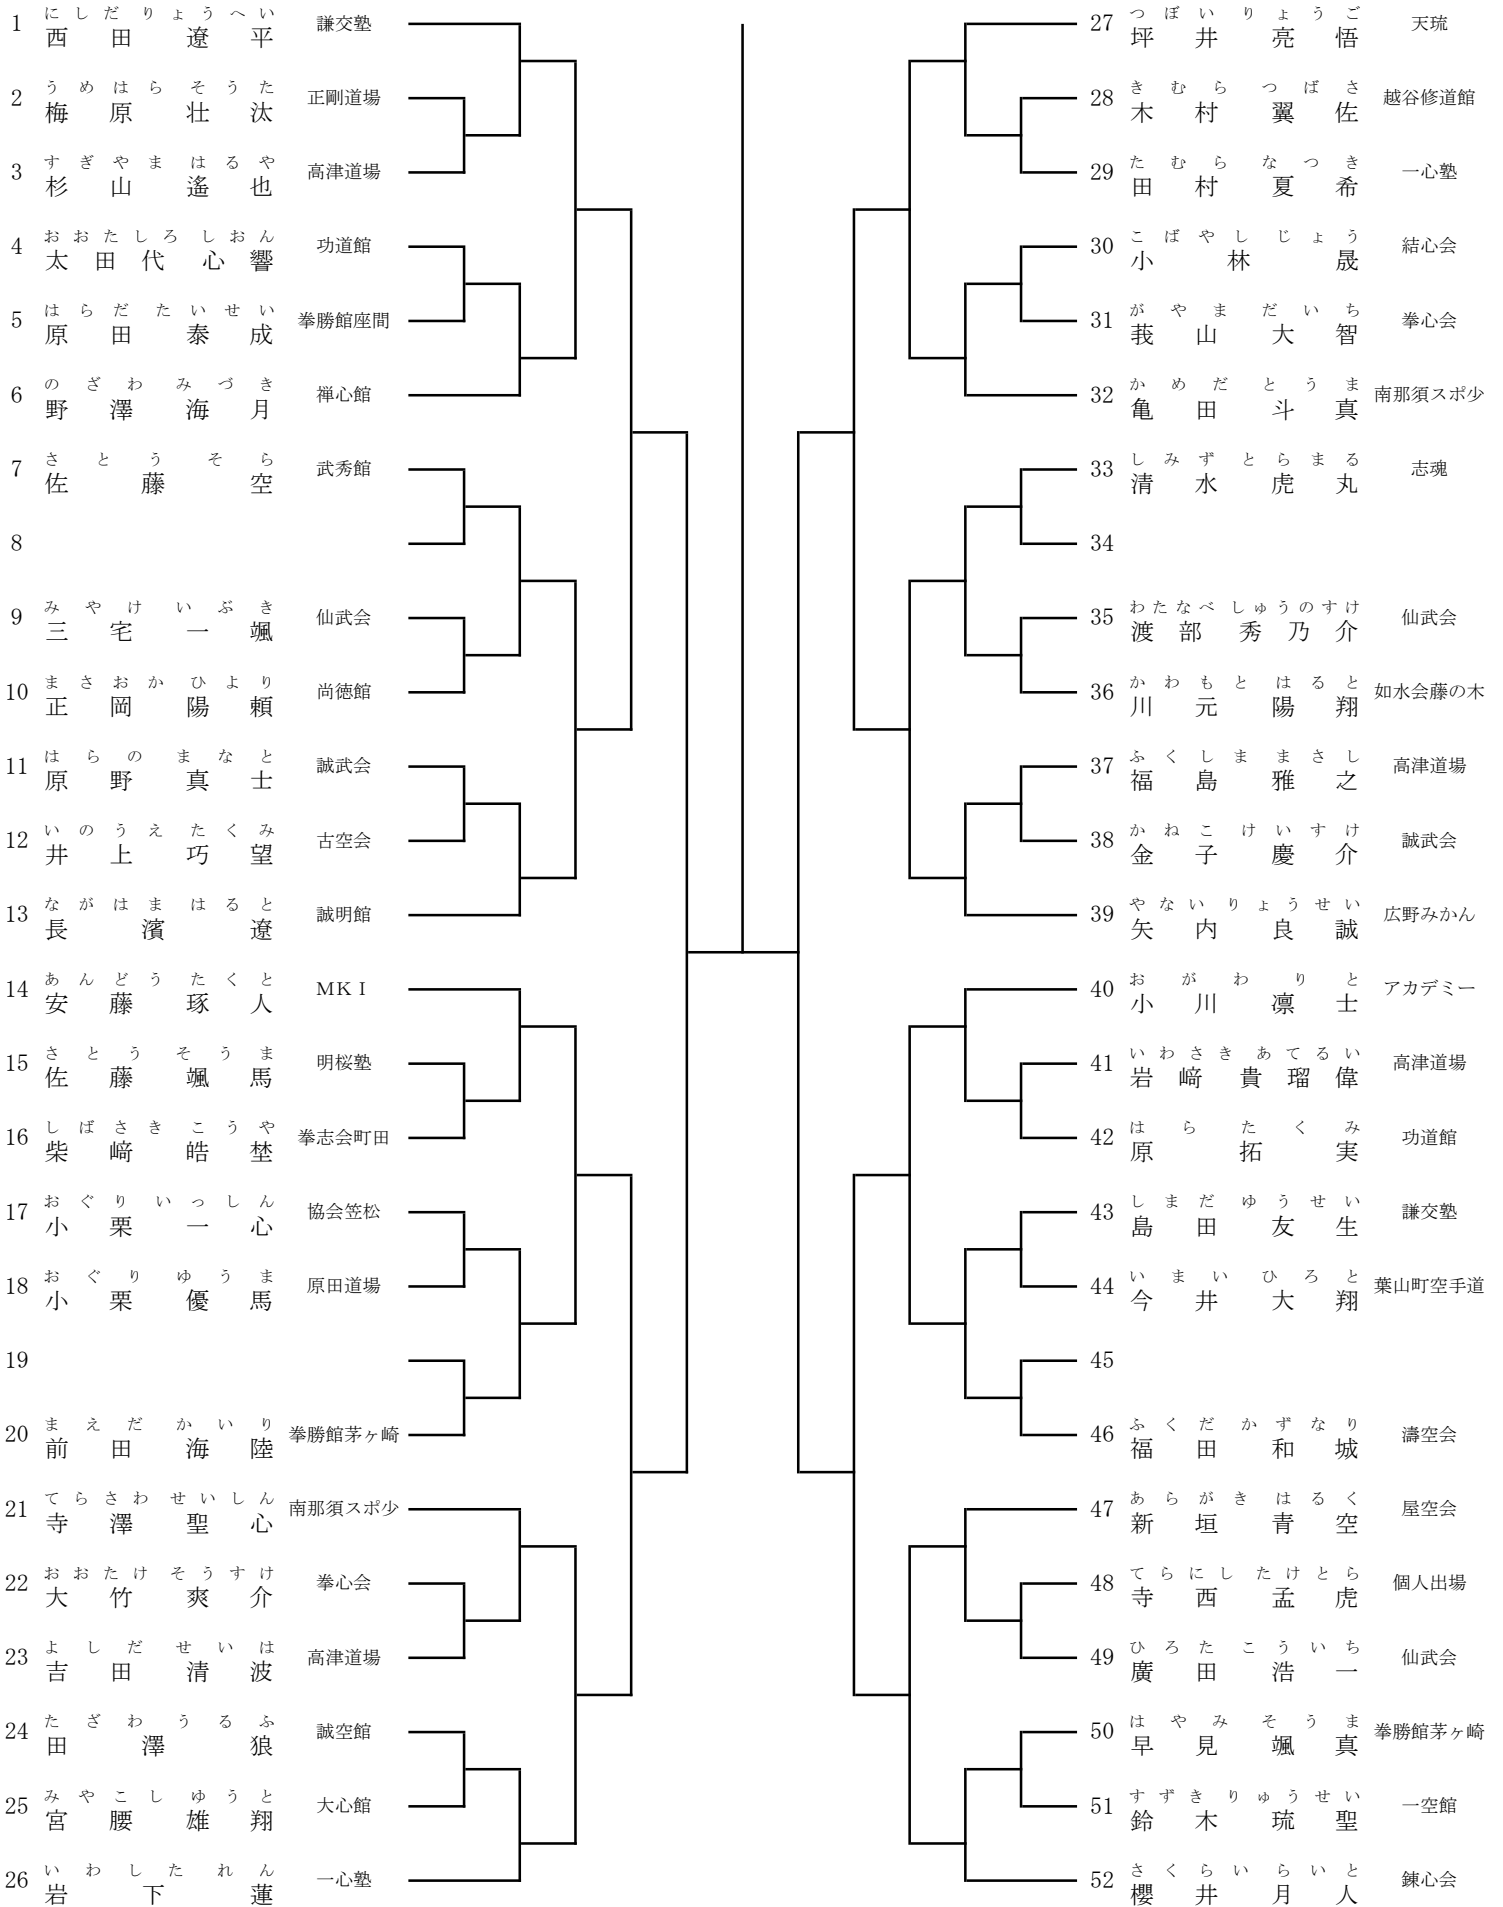 1 にしだ りょうへい 西田 遼平 謙交塾
2 うめはら そうた 梅原 壮汰 正剛道場
3 すぎやま はるや 杉山 遙也 高津道場
4 おおたしろ しおん 太田代 心響 功道館
5 はらだ たいせい 原田 泰成 拳勝館座間
6 のざわ みづき 野澤 海月 禅心館
7 さとう そら 佐藤 空 武秀館
8
9 みやけ いぶき 三宅 一颯 仙武会
10 まさおか ひより 正岡 陽頼 尚徳館
11 はらの まなと 原野 真士 誠武会
12 いのうえ たくみ 井上 巧望 古空会
13 ながはま はると 長濱 遼 誠明館
14 あんどう たくと 安藤 琢人 MKI
15 さとう そうま 佐藤 颯馬 明桜塾
16 しばさき こうや 柴﨑 皓埜 拳志会町田
17 おぐり いっしん 小栗 一心 協会笠松
18 おぐり ゆうま 小栗 優馬 原田道場
19
20 まえだ かいり 前田 海陸 拳勝館茅ヶ崎
21 てらさわ せいしん 寺澤 聖心 南那須スポ少
22 おおたけ そうすけ 大竹 爽介 拳心会
23 よしだ せいは 吉田 清波 高津道場
24 たざわ うるふ 田澤 狼 誠空館
25 みやこし ゆうと 宮腰 雄翔 大心館
26 いわした れん 岩下 蓮 一心塾
27 つぼい りょうご 坪井 亮悟 天琉
28 きむら つばさ 木村 翼佐 越谷修道館
29 たむら なつき 田村 夏希 一心塾
30 こばやし じょう 小林 晟 結心会
31 がやま だいち 莪山 大智 拳心会
32 かめだ とうま 亀田 斗真 南那須スポ少
33 しみず とらまる 清水 虎丸 志魂
34
35 わたなべ しゅうのすけ 渡部 秀乃介 仙武会
36 かわもと はると 川元 陽翔 如水会藤の木
37 ふくしま まさし 福島 雅之 高津道場
38 かねこ けいすけ 金子 慶介 誠武会
39 やない りょうせい 矢内 良誠 広野みかん
40 おがわ りと 小川 凛士 アカデミー
41 いわさき あてるい 岩﨑 貴瑠偉 高津道場
42 はら たくみ 原 拓実 功道館
43 しまだ ゆうせい 島田 友生 謙交塾
44 いまい ひろと 今井 大翔 葉山町空手道
45
46 ふくだ かずなり 福田 和城 濤空会
47 あらがき はるく 新垣 青空 屋空会
48 てらにし たけとら 寺西 孟虎 個人出場
49 ひろた こういち 廣田 浩一 仙武会
50 はやみ そうま 早見 颯真 拳勝館茅ヶ崎
51 すずき りゅうせい 鈴木 琉聖 一空館
52 さくらい らいと 櫻井 月人 錬心会